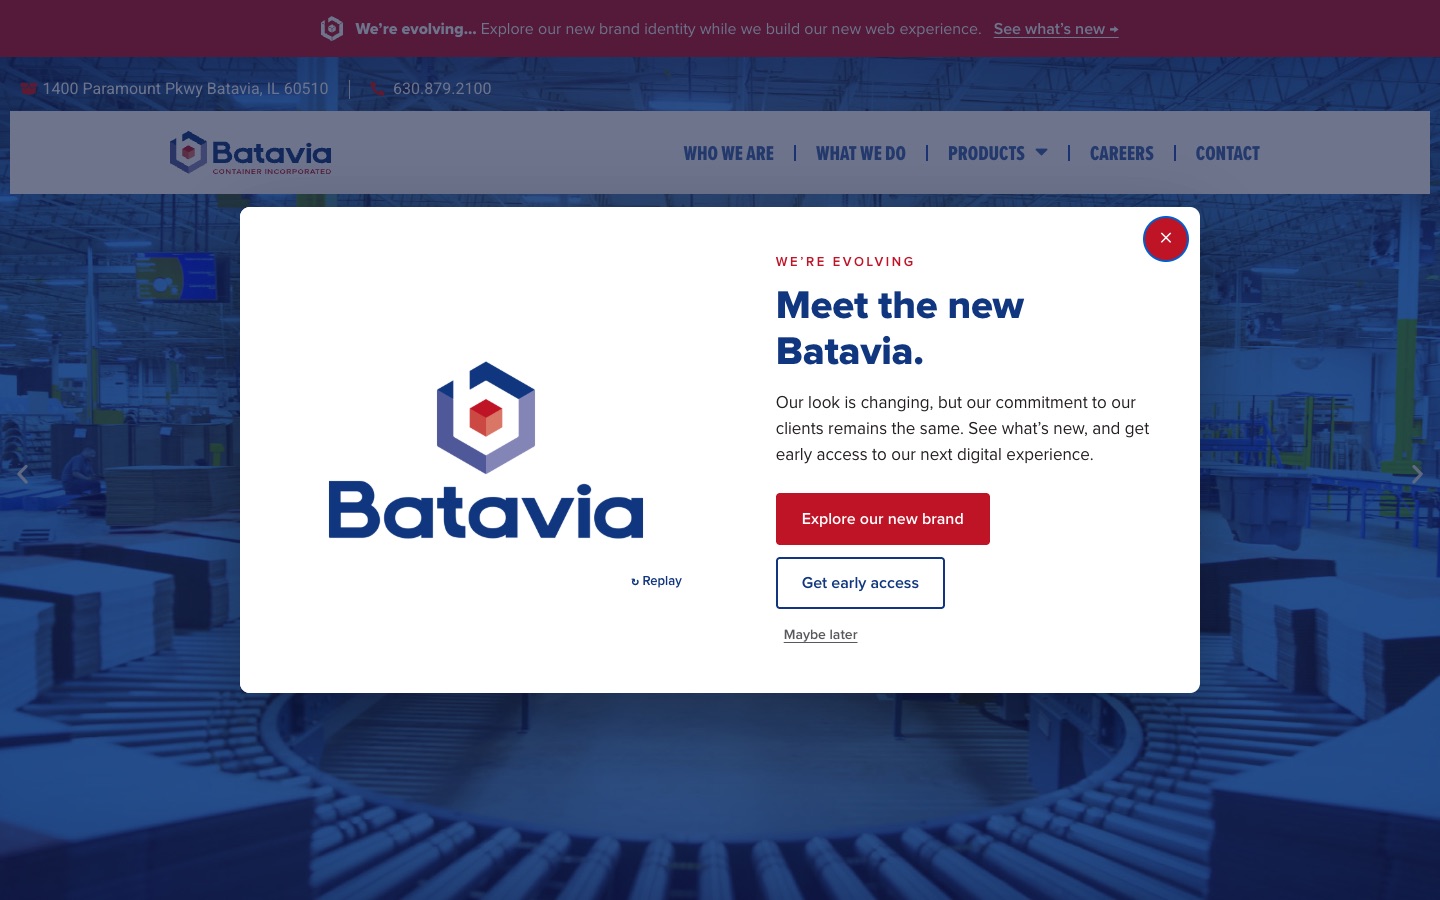 We're evolving... Explore our new brand identity while we build our new web experience. See what's new →
1400 Paramount Pkwy Batavia, IL 60510
630.879.2100
Batavia
CONTAINER INCORPORATED
WHO WE ARE
WHAT WE DO
PRODUCTS
CAREERS
CONTACT
×
WE'RE EVOLVING
Meet the new
Batavia.
Our look is changing, but our commitment to our
clients remains the same. See what's new, and get
early access to our next digital experience.
Explore our new brand
Get early access
Maybe later
Batavia
↻ Replay